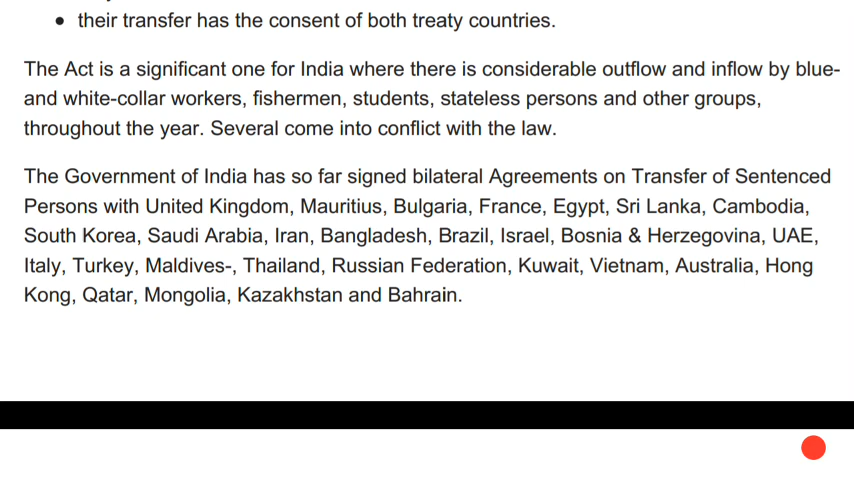 • their transfer has the consent of both treaty countries.
The Act is a significant one for India where there is considerable outflow and inflow by blue-
and white-collar workers, fishermen, students, stateless persons and other groups,
throughout the year. Several come into conflict with the law.
The Government of India has so far signed bilateral Agreements on Transfer of Sentenced
Persons with United Kingdom, Mauritius, Bulgaria, France, Egypt, Sri Lanka, Cambodia,
South Korea, Saudi Arabia, Iran, Bangladesh, Brazil, Israel, Bosnia & Herzegovina, UAE,
Italy, Turkey, Maldives-, Thailand, Russian Federation, Kuwait, Vietnam, Australia, Hong
Kong, Qatar, Mongolia, Kazakhstan and Bahrain.